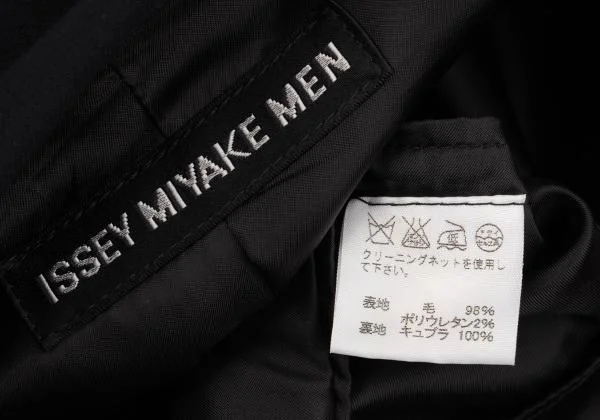 ISSEY MIYAKE MEN
低
クリーニングネットを使用し
て下さい。
表地 毛 98%
ポリウレタン2%
裏地 キュプラ 100%